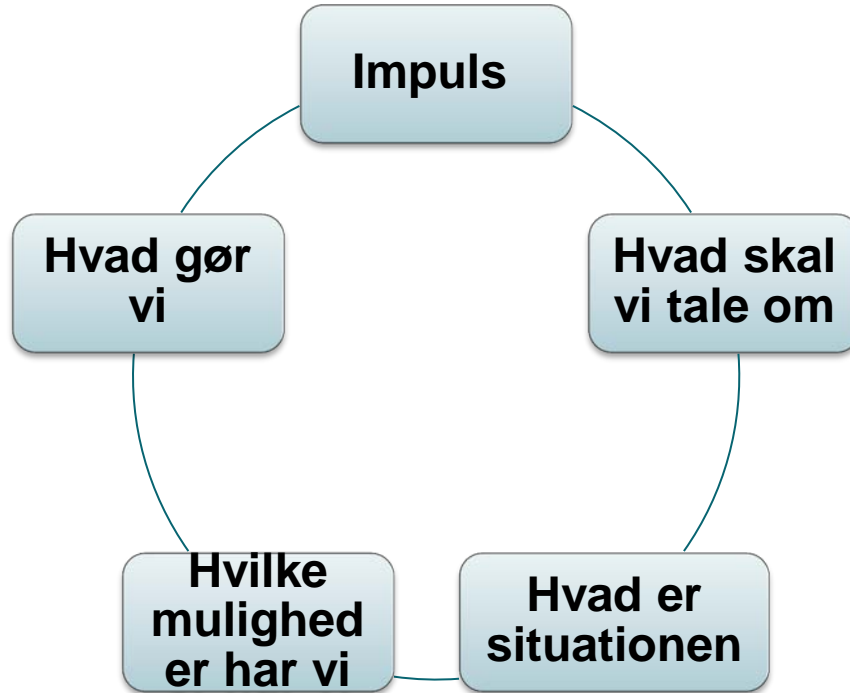 Impuls
Hvad skal
vi tale om
Hvad er
situationen
Hvilke
mulighed
er har vi
Hvad gør
vi